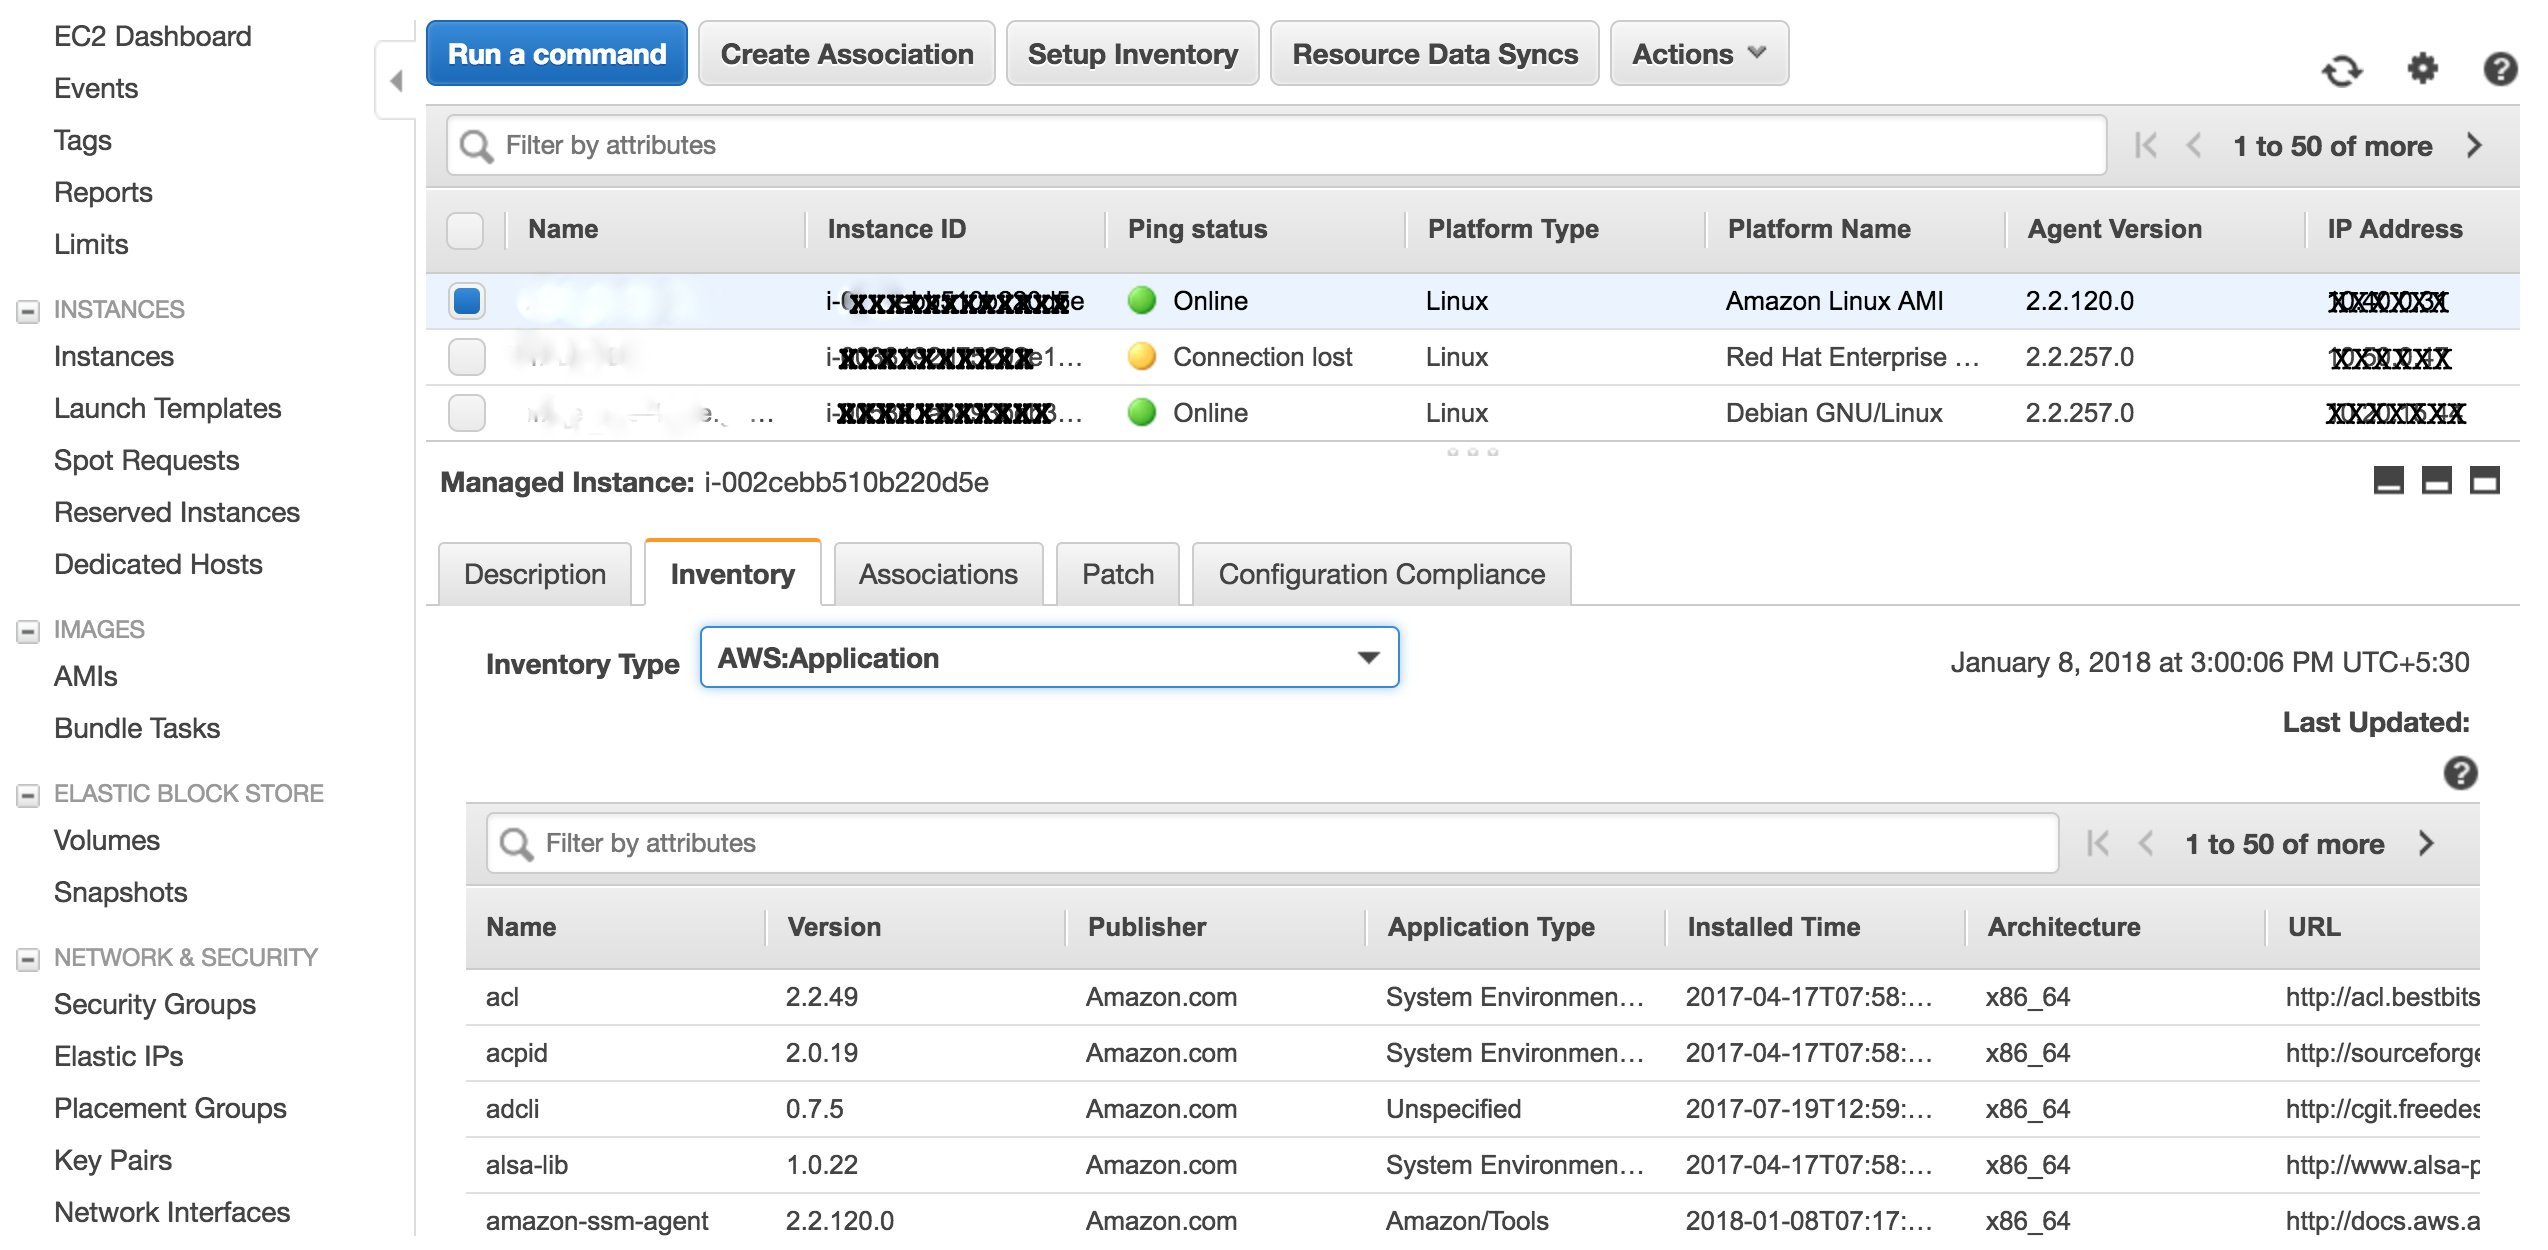 EC2 Dashboard
Events
Tags
Reports
Limits
INSTANCES
Instances
Launch Templates
Spot Requests
Reserved Instances
Dedicated Hosts
IMAGES
AMIs
Bundle Tasks
ELASTIC BLOCK STORE
Volumes
Snapshots
NETWORK & SECURITY
Security Groups
Elastic IPs
Placement Groups
Key Pairs
Network Interfaces
Run a command Create Association Setup Inventory Resource Data Syncs Actions
Filter by attributes 1 to 50 of more
Name Instance ID Ping status Platform Type Platform Name Agent Version IP Address
Online Linux Amazon Linux AMI 2.2.120.0
Connection lost Linux Red Hat Enterprise ... 2.2.257.0
Online Linux Debian GNU/Linux 2.2.257.0
Managed Instance: i-002cebb510b220d5e
Description Inventory Associations Patch Configuration Compliance
Inventory Type AWS:Application January 8, 2018 at 3:00:06 PM UTC+5:30
Last Updated:
Filter by attributes 1 to 50 of more
Name Version Publisher Application Type Installed Time Architecture URL
acl 2.2.49 Amazon.com System Environmen... 2017-04-17T07:58:... x86_64 http://acl.bestbits
acpid 2.0.19 Amazon.com System Environmen... 2017-04-17T07:58:... x86_64 http://sourceforge
adcli 0.7.5 Amazon.com Unspecified 2017-07-19T12:59:... x86_64 http://cgit.freedes
alsa-lib 1.0.22 Amazon.com System Environmen... 2017-04-17T07:58:... x86_64 http://www.alsa-p
amazon-ssm-agent 2.2.120.0 Amazon.com Amazon/Tools 2018-01-08T07:17:... x86_64 http://docs.aws.a